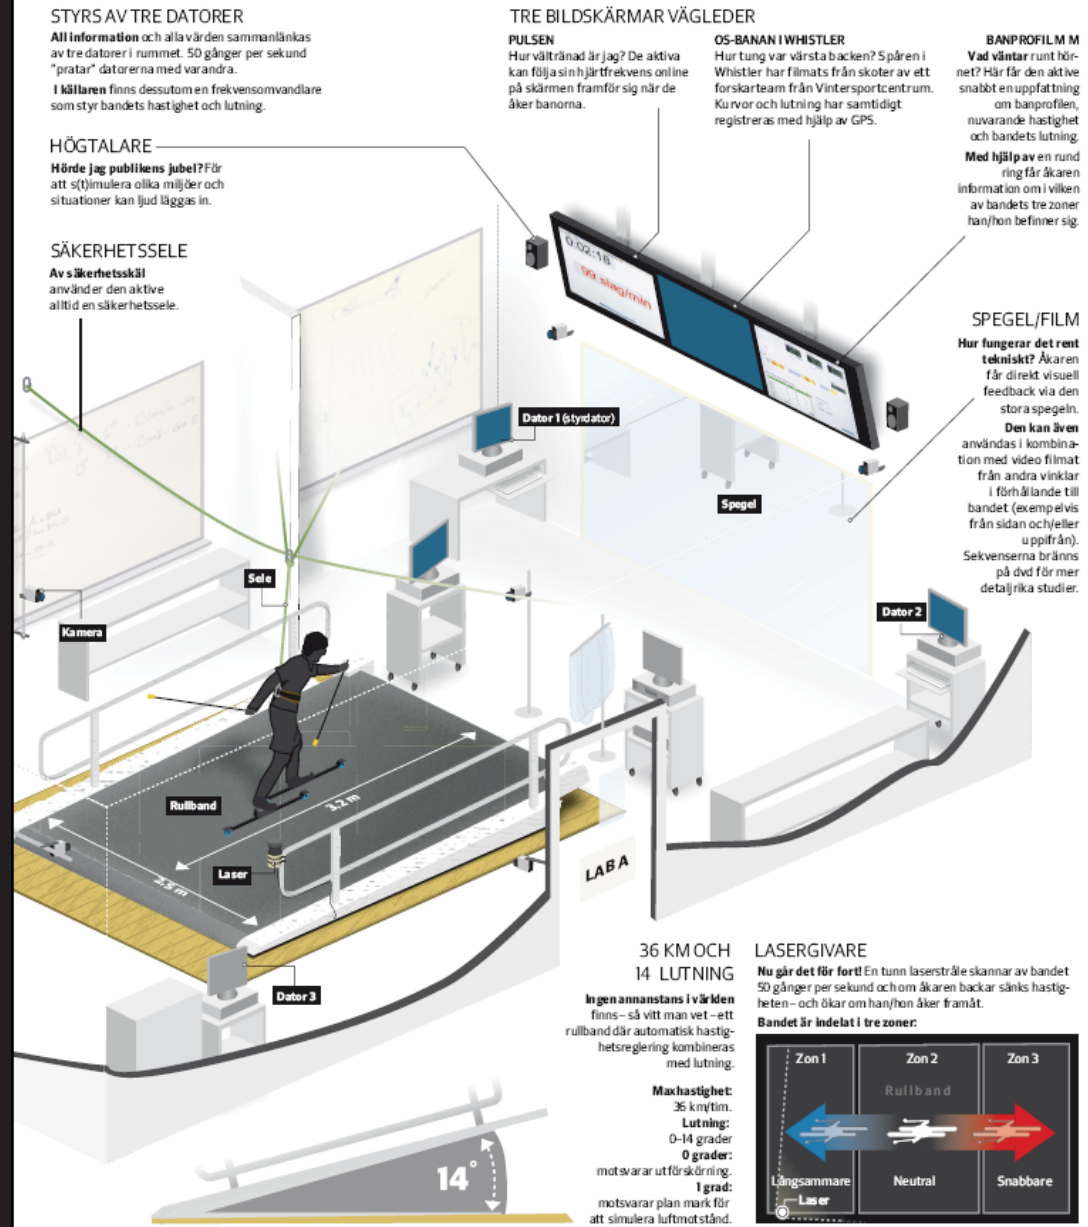 STYRS AV TRE DATORER
All information och alla värden sammanlänkas
av tre datorer i rummet. 50 gånger per sekund
"pratar" datorerna med varandra.
I källaren finns dessutom en frekvensomvandlare
som styr bandets hastighet och lutning.
HÖGTALARE
Hörde jag publikens jubel? För
att s(t)imulera olika miljöer och
situationer kan ljud läggas in.
SÄKERHETSSELE
Av säkerhetsskäl
använder den aktive
alltid en säkerhetssele.
TRE BILDSKÄRMAR VÄGLEDER
PULSEN
Hur vältränad är jag? De aktiva
kan följa sin hjärtfrekvens online
på skärmen framför sig när de
åker banorna.
OS-BANAN I WHISTLER
Hur tung var värsta backen? Spåren i
Whistler har filmats från skoter av ett
forskarteam från Vintersportcentrum.
Kurvor och lutning har samtidigt
registreras med hjälp av GPS.
BANPROFILM M
Vad väntar runt hör-
net? Här får den aktive
snabbt en uppfattning
om banprofilen,
nuvarande hastighet
och bandets lutning.
Med hjälp av en rund
ring får åkaren
information om i vilken
av bandets tre zoner
han/hon befinner sig.
0:02:18
99 slag/min
SPEGEL/FILM
Hur fungerar det rent
tekniskt? Åkaren
får direkt visuell
feedback via den
stora spegeln.
Den kan även
användas i kombina-
tion med video filmat
från andra vinklar
i förhållande till
bandet (exempelvis
från sidan och/eller
uppifrån).
Sekvenserna bränns
på dvd för mer
detaljrika studier.
Dator 1 (styrdator)
Spegel
Sele
Kamera
Dator 2
Rullband
3,2 m
Laser
2,5 m
LAB A
Dator 3
36 KM OCH
14 LUTNING
Ingen annanstans i världen
finns – så vitt man vet – ett
rullband där automatisk hastig-
hetsreglering kombineras
med lutning.
Maxhastighet:
36 km/tim.
Lutning:
0–14 grader
0 grader:
motsvarar utförskörning.
1 grad:
motsvarar plan mark för
att simulera luftmotstånd.
14°
LASERGIVARE
Nu går det för fort! En tunn laserstråle skannar av bandet
50 gånger per sekund och om åkaren backar sänks hastig-
heten – och ökar om han/hon åker framåt.
Bandet är indelat i tre zoner:
Zon 1 Zon 2 Zon 3
Rullband
Långsammare Neutral Snabbare
Laser